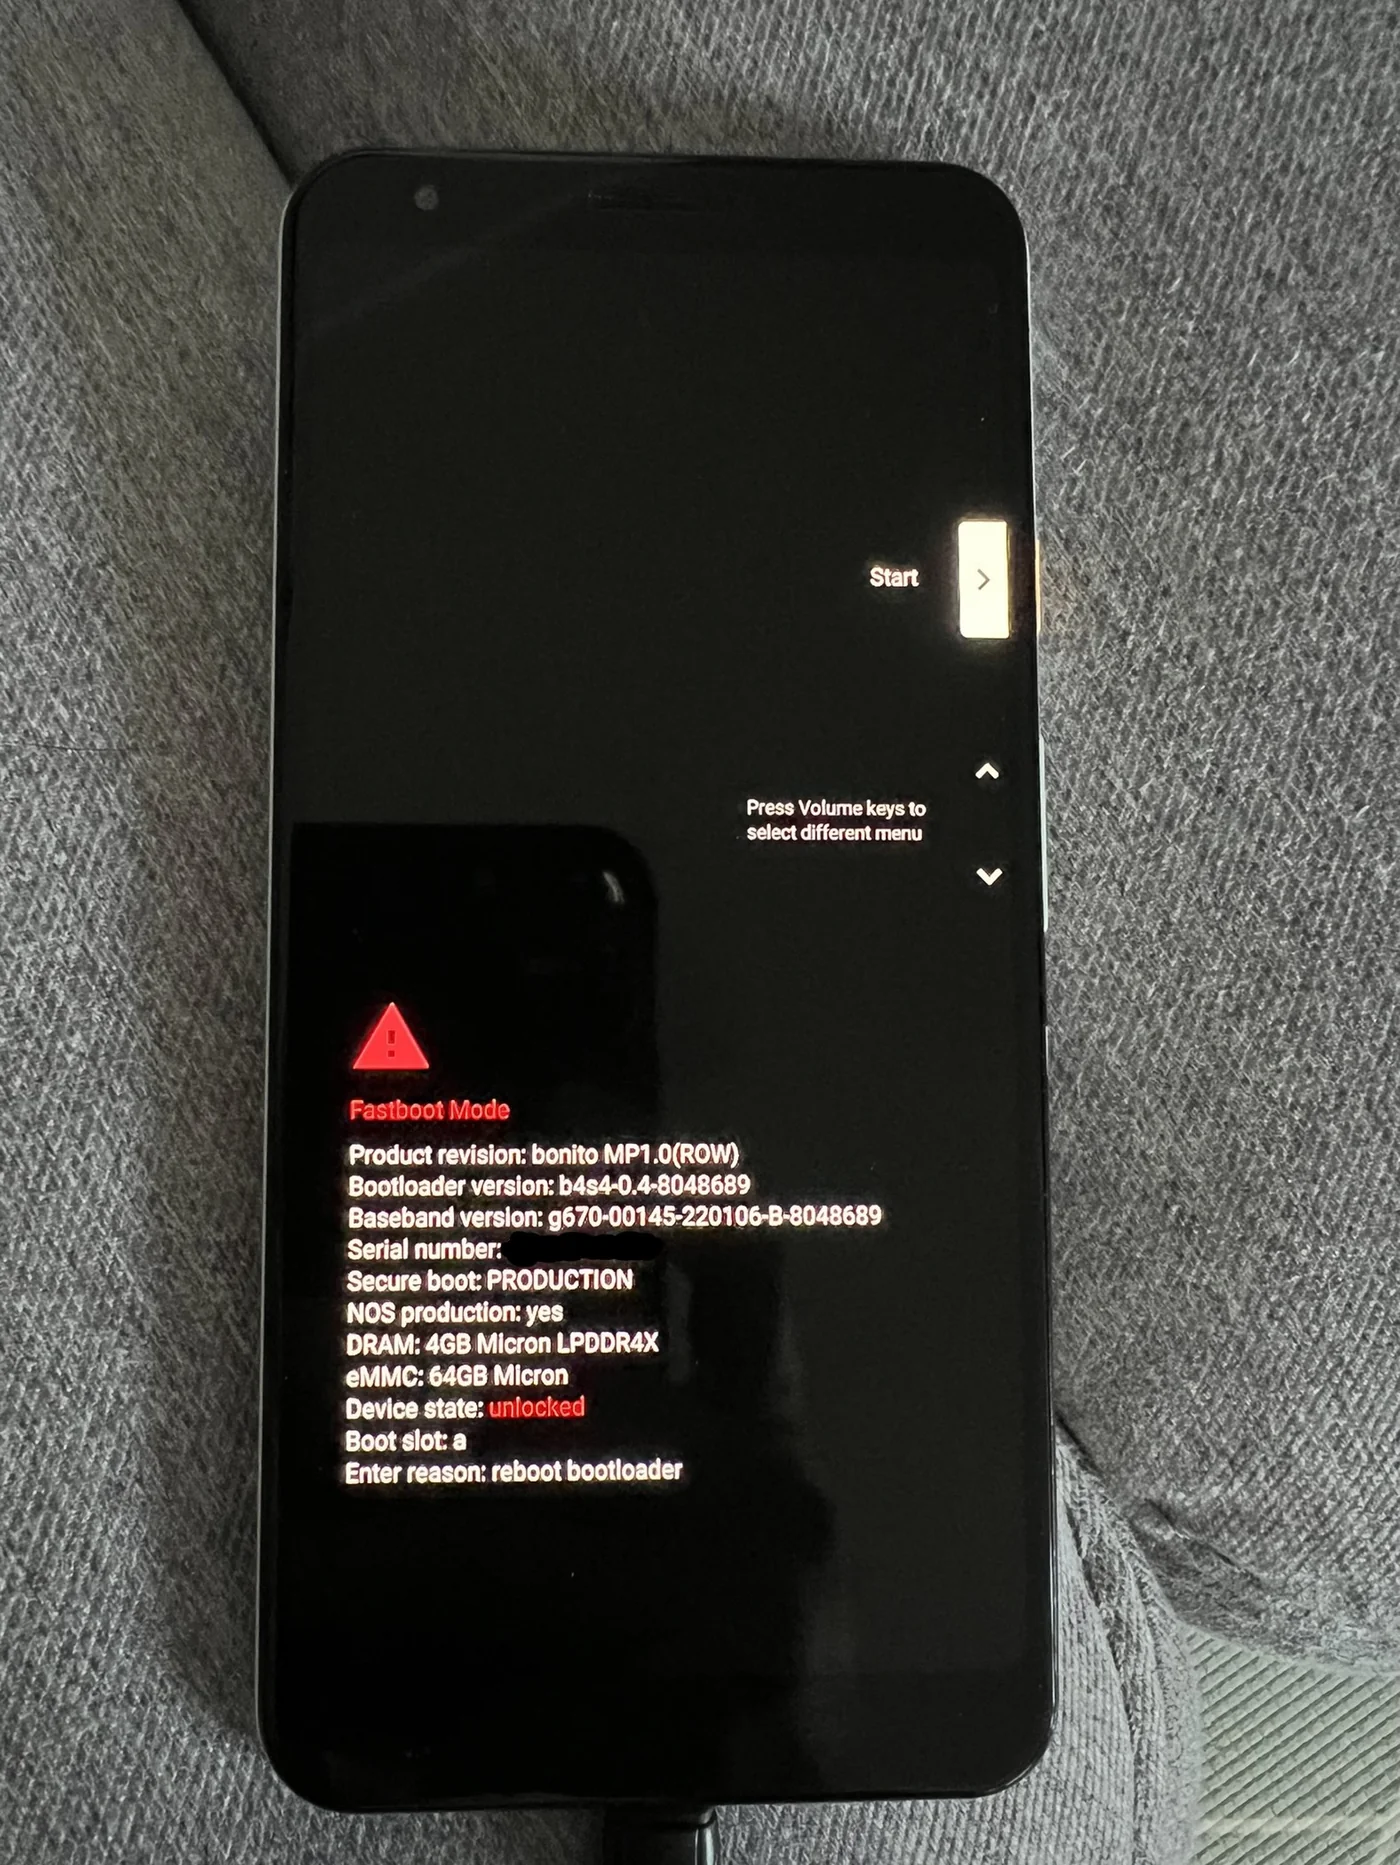 Start
Press Volume keys to
select different menu
Fastboot Mode
Product revision: bonito MP1.0(ROW)
Bootloader version: b4s4-0.4-8048689
Baseband version: g670-00145-220106-B-8048689
Serial number:
Secure boot: PRODUCTION
NOS production: yes
DRAM: 4GB Micron LPDDR4X
eMMC: 64GB Micron
Device state: unlocked
Boot slot: a
Enter reason: reboot bootloader